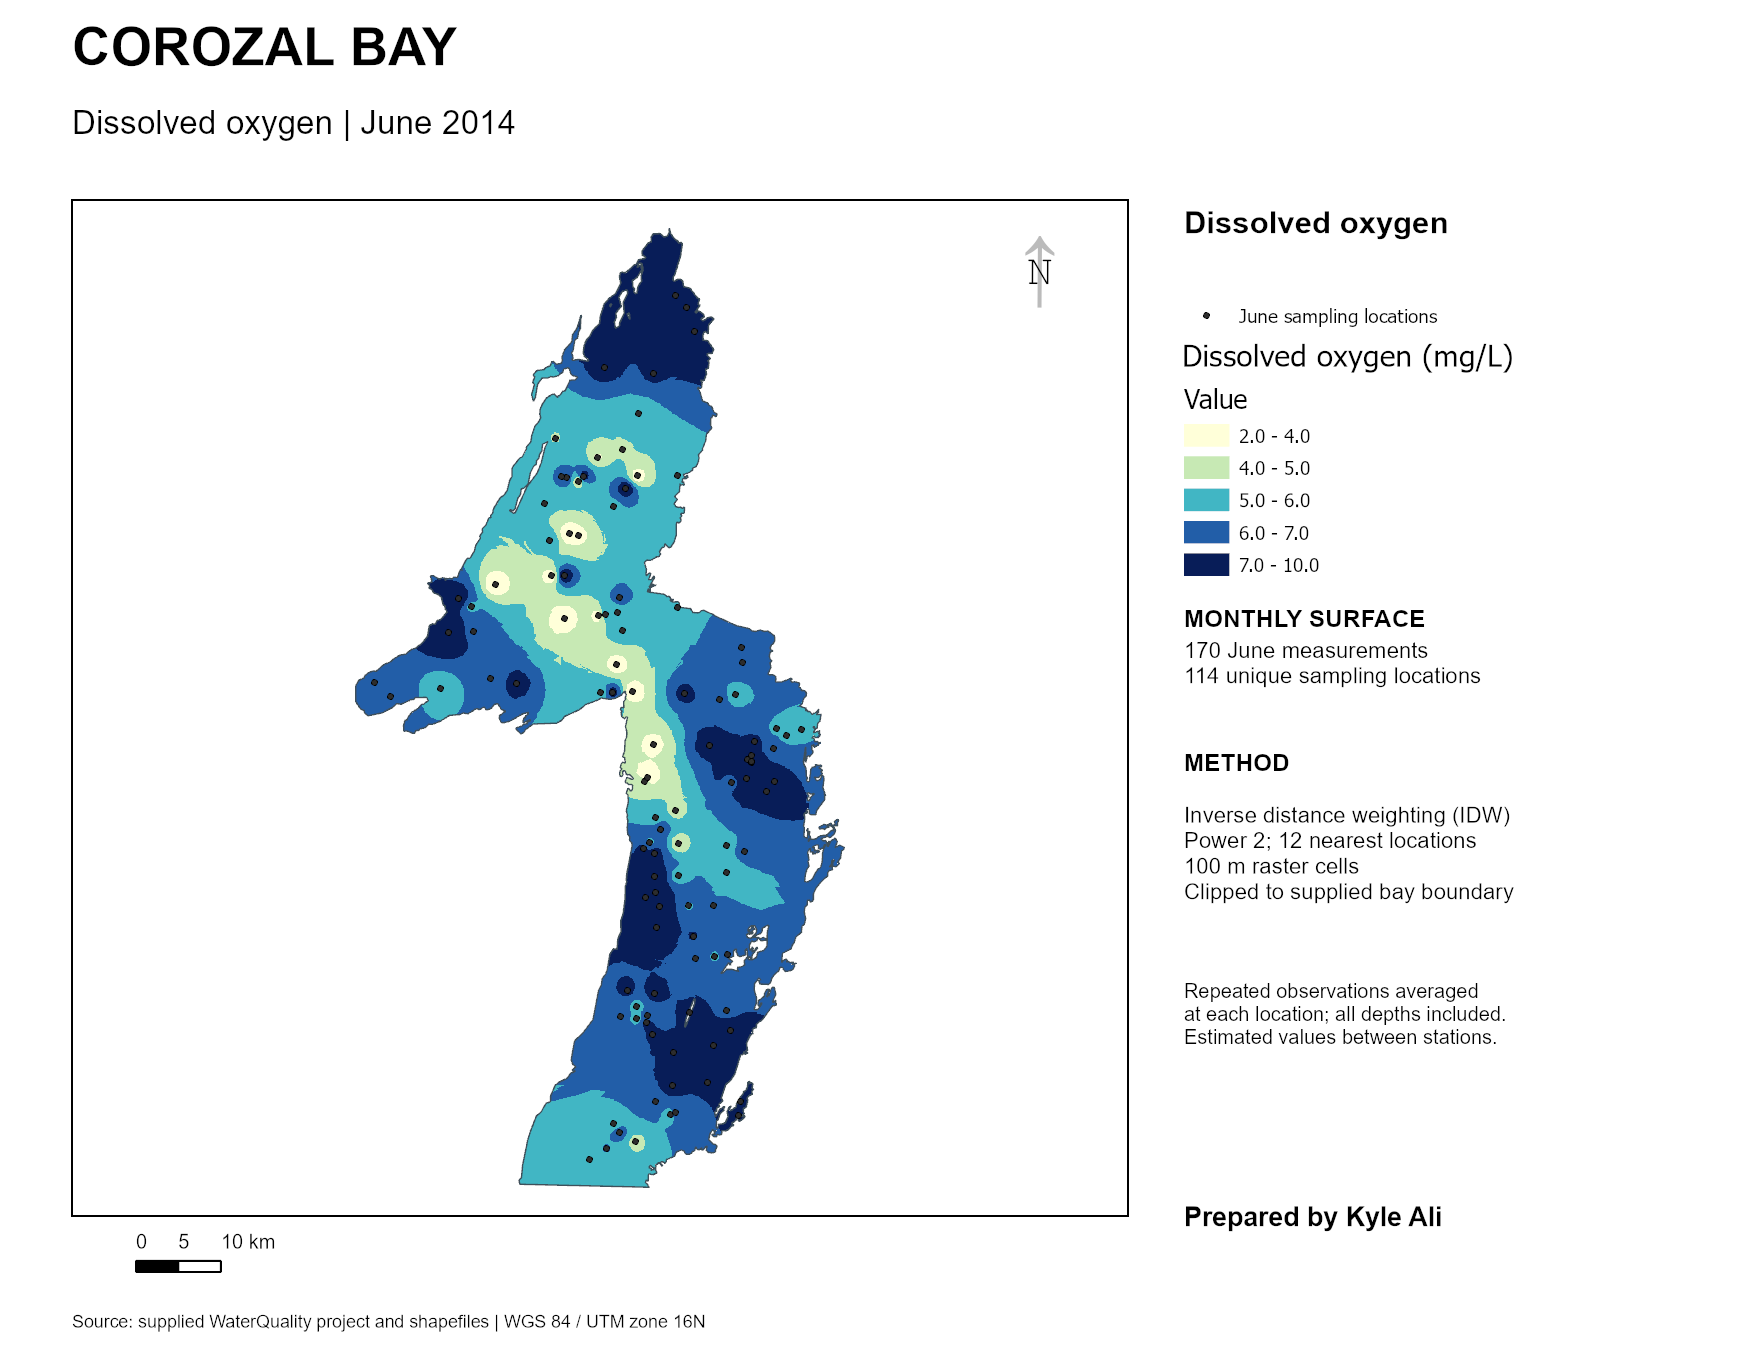 COROZAL BAY
Dissolved oxygen | June 2014
N
Dissolved oxygen
June sampling locations
Dissolved oxygen (mg/L)
Value
2.0 - 4.0
4.0 - 5.0
5.0 - 6.0
6.0 - 7.0
7.0 - 10.0
MONTHLY SURFACE
170 June measurements
114 unique sampling locations
METHOD
Inverse distance weighting (IDW)
Power 2; 12 nearest locations
100 m raster cells
Clipped to supplied bay boundary
Repeated observations averaged
at each location; all depths included.
Estimated values between stations.
Prepared by Kyle Ali
0 5 10 km
Source: supplied WaterQuality project and shapefiles | WGS 84 / UTM zone 16N